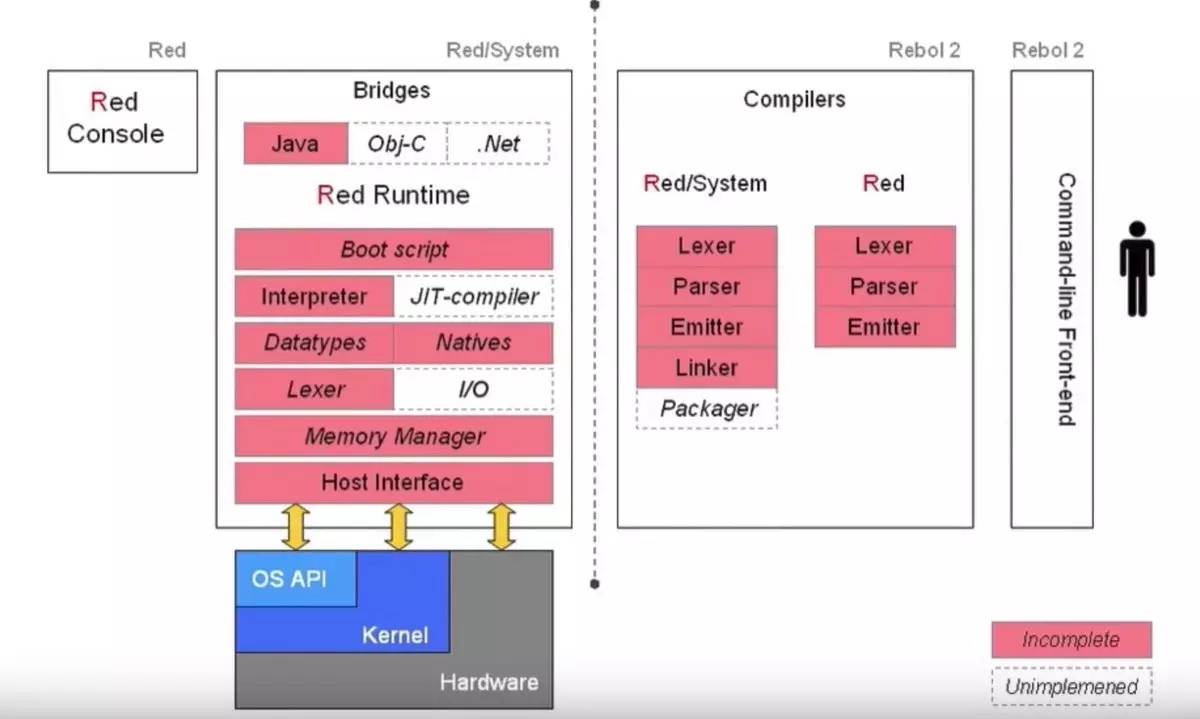 Red
Red Console
Red/System
Bridges
Java
Obj-C
.Net
Red Runtime
Boot script
Interpreter
JIT-compiler
Datatypes
Natives
Lexer
I/O
Memory Manager
Host Interface
OS API
Kernel
Hardware
Rebol 2
Compilers
Red/System
Lexer
Parser
Emitter
Linker
Packager
Red
Lexer
Parser
Emitter
Rebol 2
Command-line Front-end
Incomplete
Unimplemened